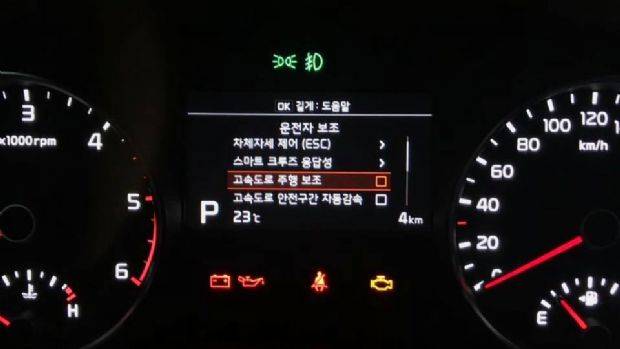 OK 길게 : 도움말
운전자 보조
차체자세 제어 (ESC)
스마트 크루즈 응답성
고속도로 주행 보조
고속도로 안전구간 자동감속
P
23℃
4km
3
x1000rpm
4
5
6
H
120
100
80
km/h
60
40
20
0
E